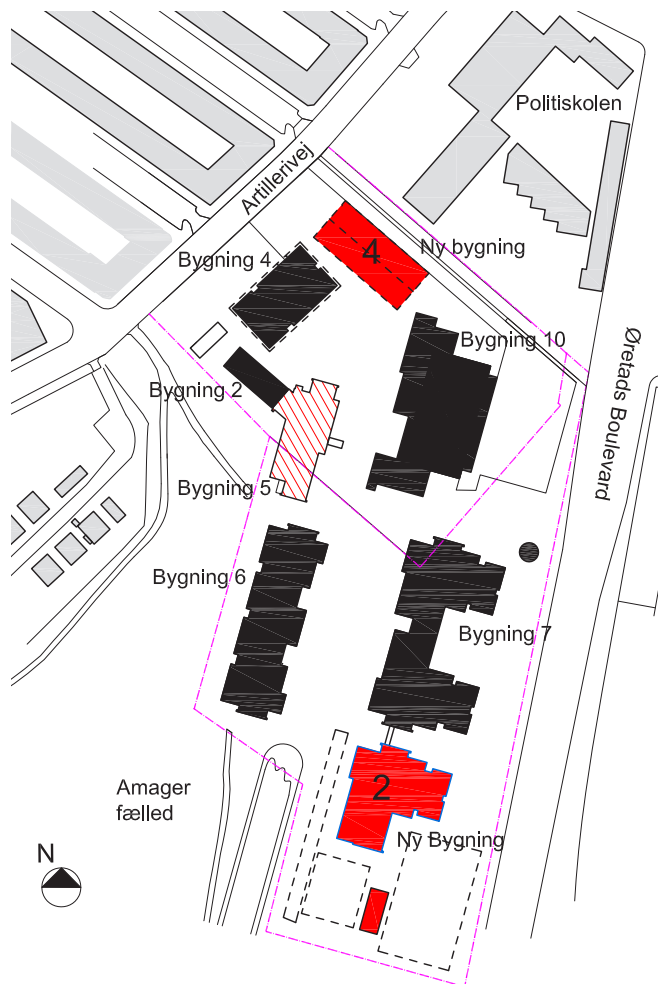 Politiskolen
Artillerivej
Bygning 4
4
Ny bygning
Bygning 10
Øretads Boulevard
Bygning 2
Bygning 5
Bygning 6
Bygning 7
Amager
fælled
2
Ny Bygning
N